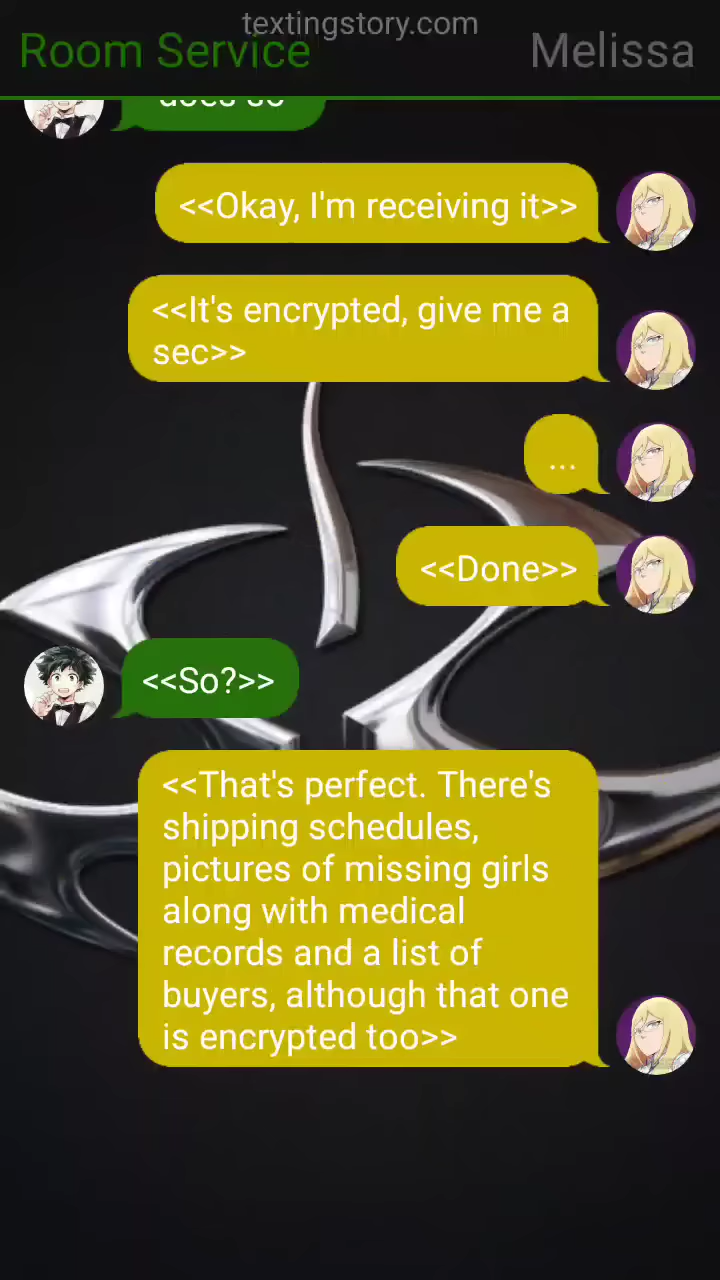 textingstory.com
Room Service
Melissa
does so
<<Okay, I'm receiving it>>
<<It's encrypted, give me a
sec>>
...
<<Done>>
<<So?>>
<<That's perfect. There's
shipping schedules,
pictures of missing girls
along with medical
records and a list of
buyers, although that one
is encrypted too>>